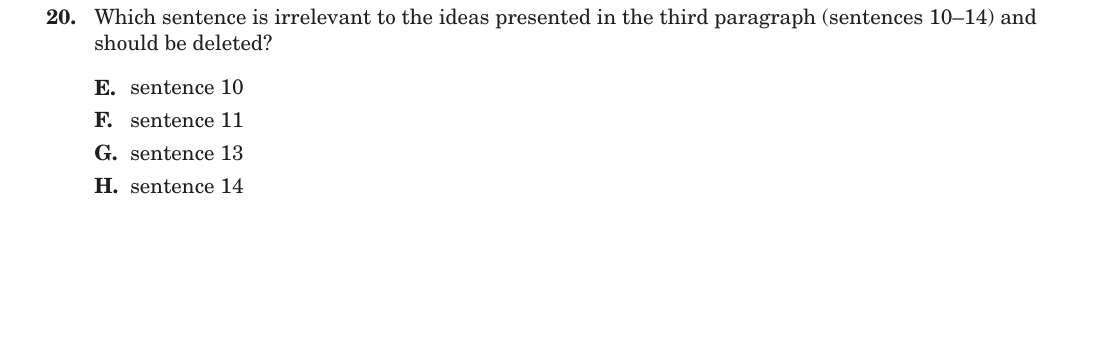 20. Which sentence is irrelevant to the ideas presented in the third paragraph (sentences 10–14) and
should be deleted?
E. sentence 10
F. sentence 11
G. sentence 13
H. sentence 14